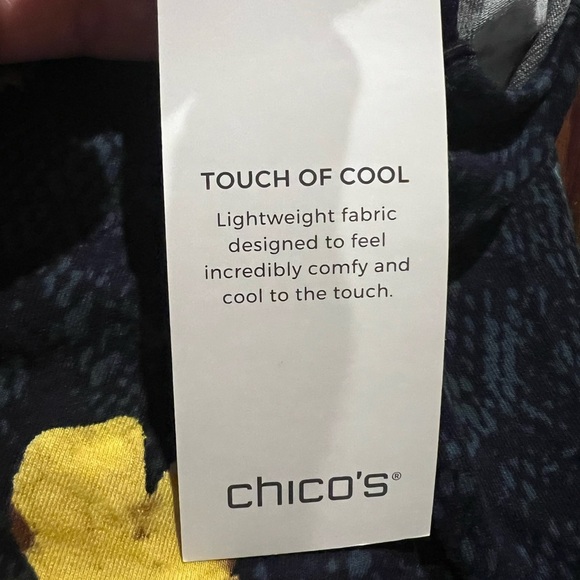 TOUCH OF COOL
Lightweight fabric
designed to feel
incredibly comfy and
cool to the touch.
chico's®